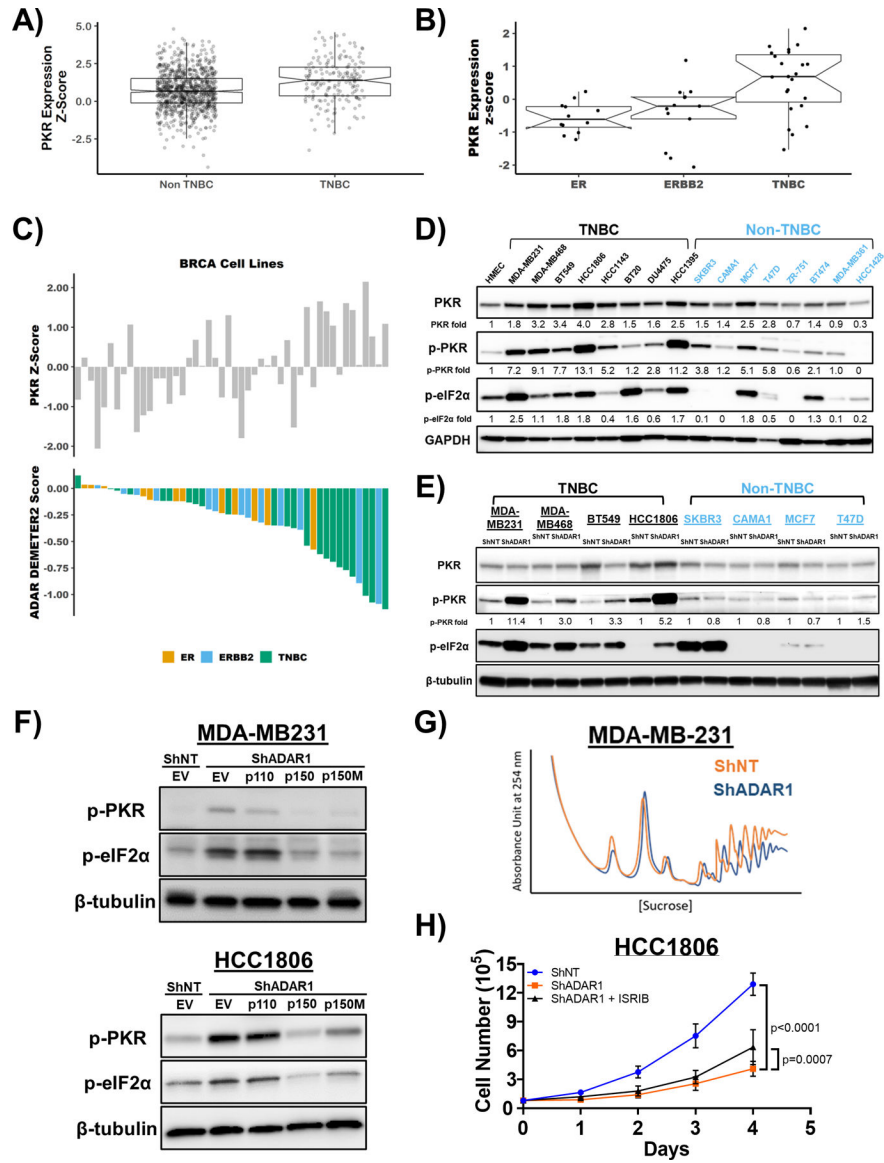 A)
PKR Expression
Z-Score
5.0
2.5
0.0
-2.5
Non TNBC TNBC
B)
PKR Expression
z-score
2
1
0
-1
-2
ER ERBB2 TNBC
C)
BRCA Cell Lines
PKR Z-Score
2.00
1.00
0.00
-1.00
-2.00
ADAR DEMETER2 Score
0.00
-0.25
-0.50
-0.75
-1.00
ER ERBB2 TNBC
D)
TNBC Non-TNBC
HMEC MDA-MB231 MDA-MB468 BT549 HCC1806 HCC1143 BT20 DU4475 HCC1395 SKBR3 CAMA1 MCF7 T47D ZR-751 BT474 MDA-MB361 HCC1428
PKR
PKR fold 1 1.8 3.2 3.4 4.0 2.8 1.5 1.6 2.5 1.5 1.4 2.5 2.8 0.7 1.4 0.9 0.3
p-PKR
p-PKR fold 1 7.2 9.1 7.7 13.1 5.2 1.2 2.8 11.2 3.8 1.2 5.1 5.8 0.6 2.1 1.0 0
p-eIF2α
p-eIF2α fold 2.5 1.1 1.8 1.8 0.4 1.6 0.6 1.7 0.1 0 1.8 0.5 0 1.3 0.1 0.2
GAPDH
E)
TNBC Non-TNBC
MDA-MB231 MDA-MB468 BT549 HCC1806 SKBR3 CAMA1 MCF7 T47D
ShNT ShADAR1 ShNT ShADAR1 ShNT ShADAR1 ShNT ShADAR1 ShNT ShADAR1 ShNT ShADAR1 ShNT ShADAR1 ShNT ShADAR1
PKR
p-PKR
p-PKR fold 1 11.4 1 3.0 1 3.3 1 5.2 1 0.8 1 0.8 1 0.7 1 1.5
p-eIF2α
β-tubulin
F)
MDA-MB231
ShNT ShADAR1
EV EV p110 p150 p150M
p-PKR
p-eIF2α
β-tubulin
HCC1806
ShNT ShADAR1
EV EV p110 p150 p150M
p-PKR
p-eIF2α
β-tubulin
G)
MDA-MB-231
ShNT
ShADAR1
Absorbance Unit at 254 nm
[Sucrose]
H)
HCC1806
ShNT
ShADAR1
ShADAR1 + ISRIB
Cell Number (10⁵)
15
12
9
6
3
0
p<0.0001
p=0.0007
0 1 2 3 4 5
Days